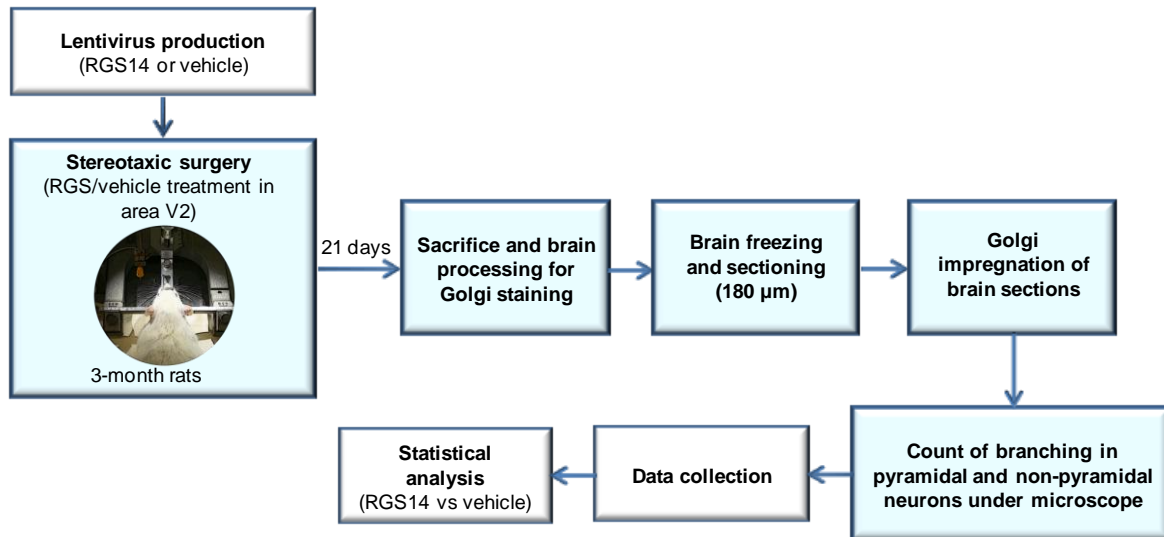 Lentivirus production
(RGS14 or vehicle)
Stereotaxic surgery
(RGS/vehicle treatment in
area V2)
3-month rats
21 days
Sacrifice and brain
processing for
Golgi staining
Brain freezing
and sectioning
(180 µm)
Golgi
impregnation of
brain sections
Count of branching in
pyramidal and non-pyramidal
neurons under microscope
Data collection
Statistical
analysis
(RGS14 vs vehicle)